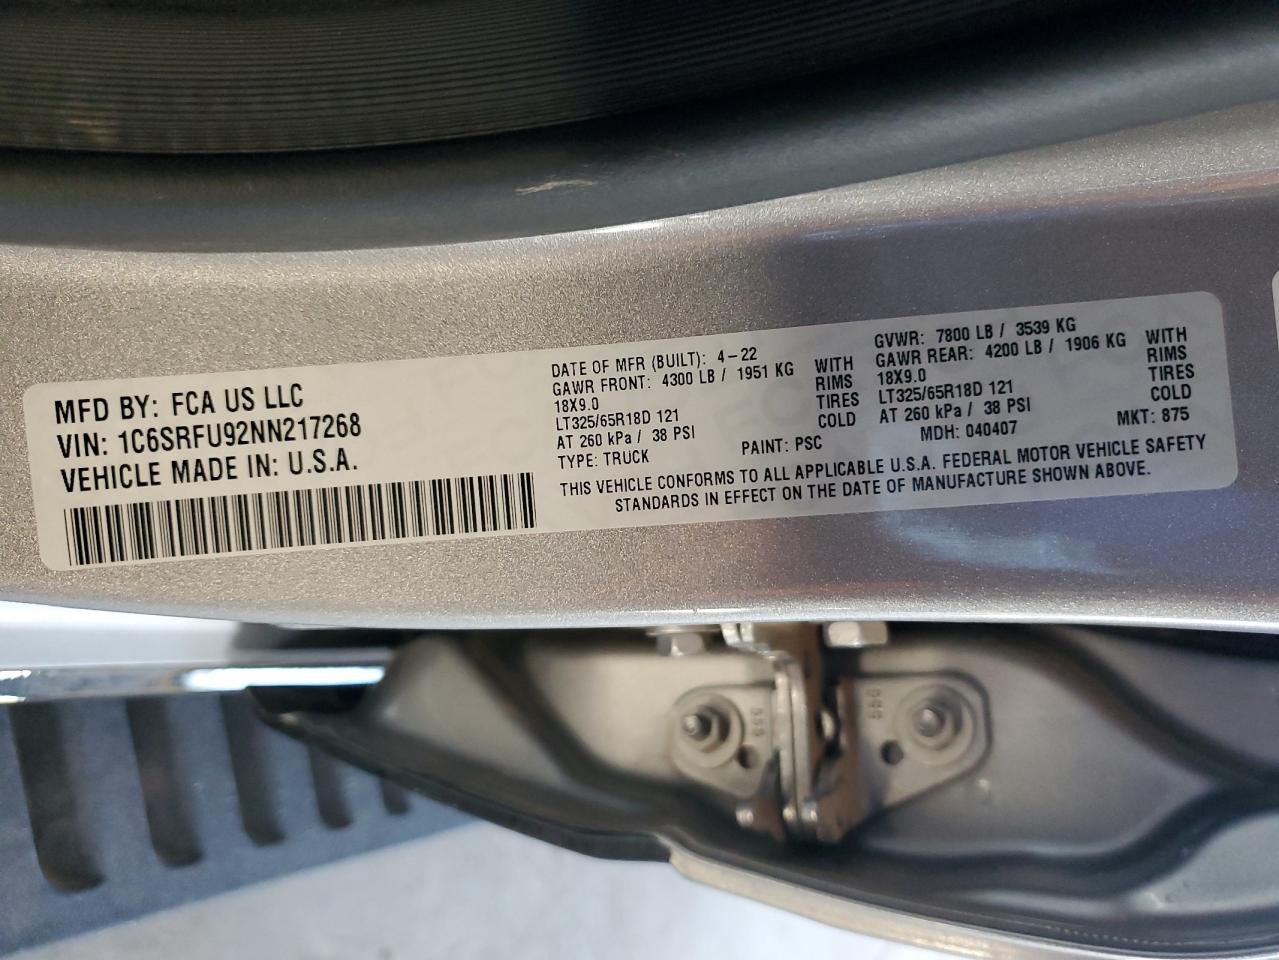 MFD BY: FCA US LLC
VIN: 1C6SRFU92NN217268
VEHICLE MADE IN: U.S.A.
DATE OF MFR (BUILT): 4-22
GAWR FRONT: 4300 LB / 1951 KG WITH
18X9.0 RIMS
LT325/65R18D 121 TIRES
AT 260 kPa / 38 PSI COLD
TYPE: TRUCK PAINT: PSC
GVWR: 7800 LB / 3539 KG
GAWR REAR: 4200 LB / 1906 KG WITH
18X9.0 RIMS
LT325/65R18D 121 TIRES
AT 260 kPa / 38 PSI COLD
MDH: 040407 MKT: 875
THIS VEHICLE CONFORMS TO ALL APPLICABLE U.S.A. FEDERAL MOTOR VEHICLE SAFETY
STANDARDS IN EFFECT ON THE DATE OF MANUFACTURE SHOWN ABOVE.